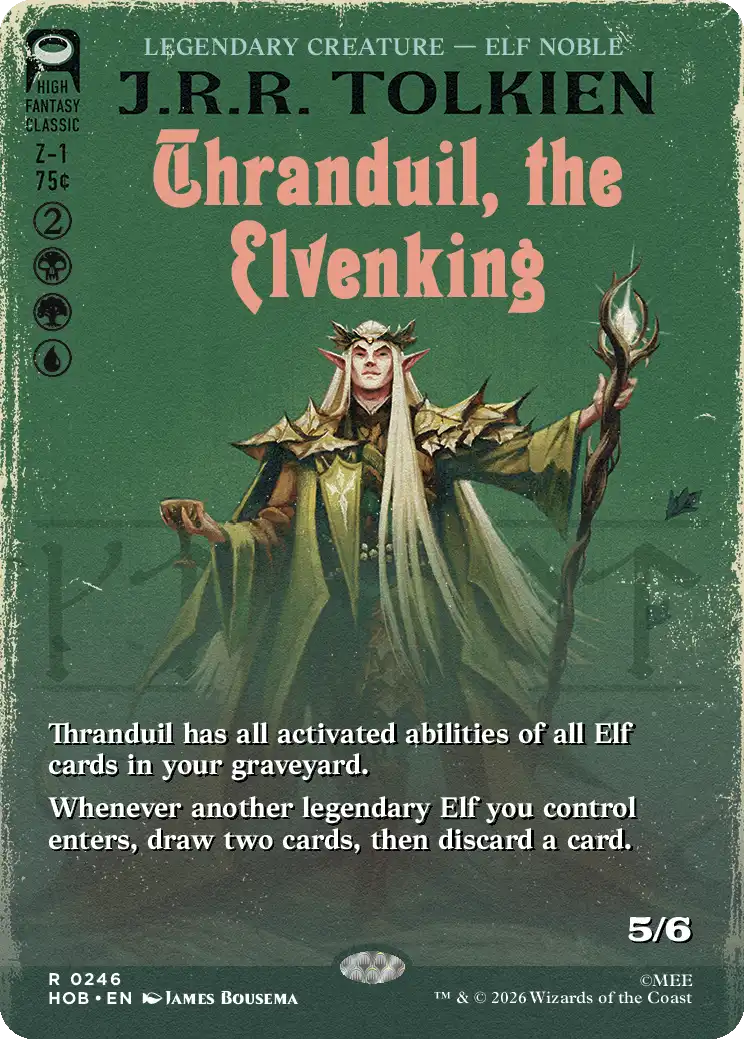 LEGENDARY CREATURE — ELF NOBLE
J.R.R. TOLKIEN
HIGH
FANTASY
CLASSIC
Z-1
75¢
2
Thranduil, the
Elvenking
Thranduil has all activated abilities of all Elf
cards in your graveyard.
Whenever another legendary Elf you control
enters, draw two cards, then discard a card.
5/6
R 0246
HOB • EN James Bousema
©MEE
™ & © 2026 Wizards of the Coast